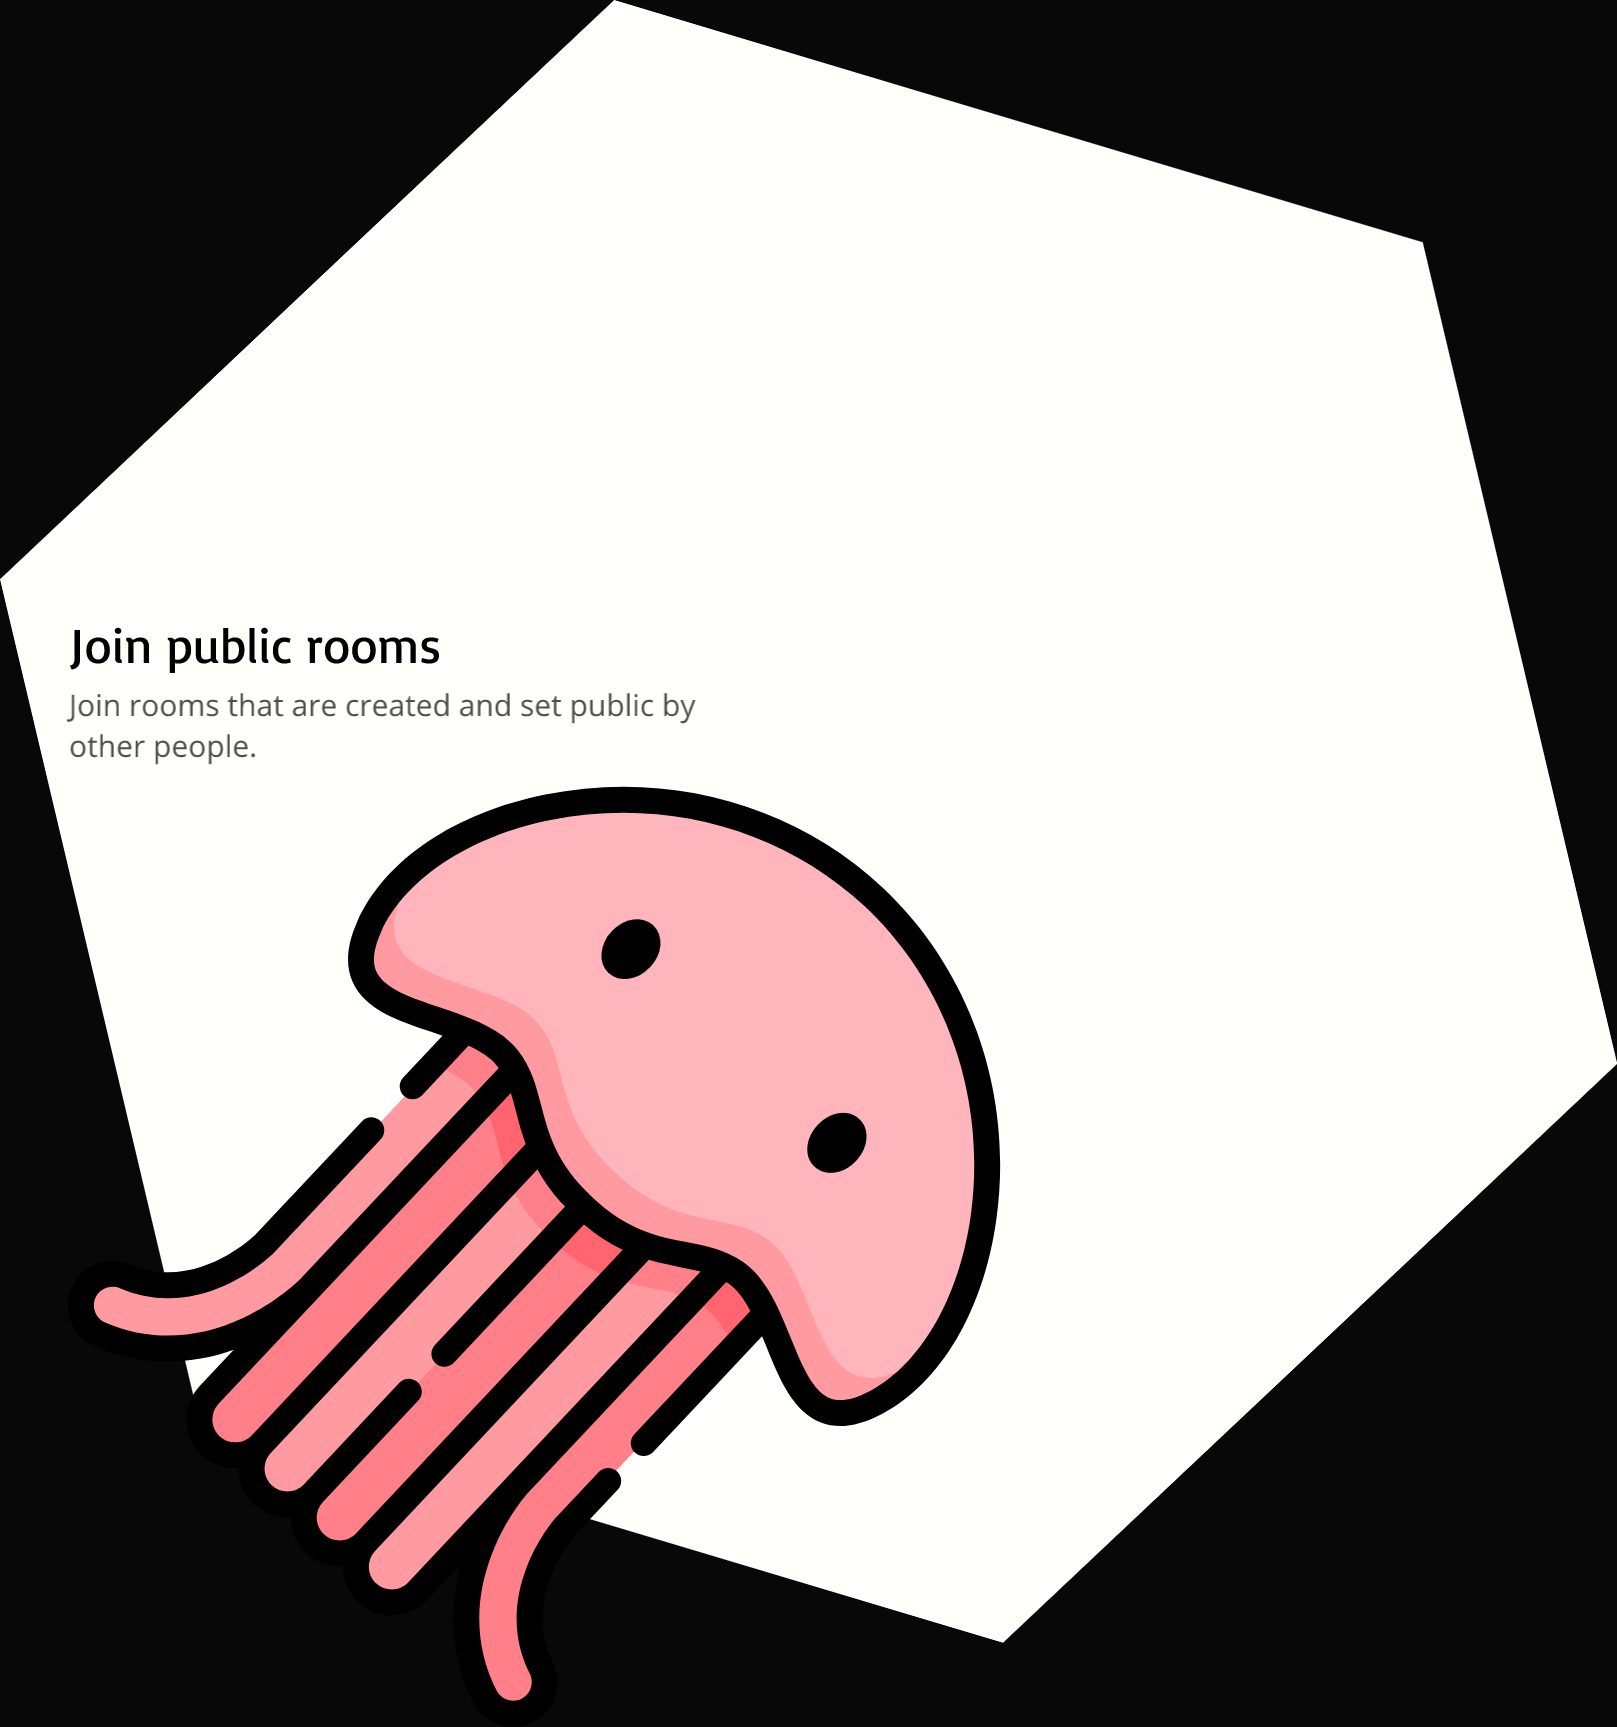 Join public rooms
Join rooms that are created and set public by
other people.